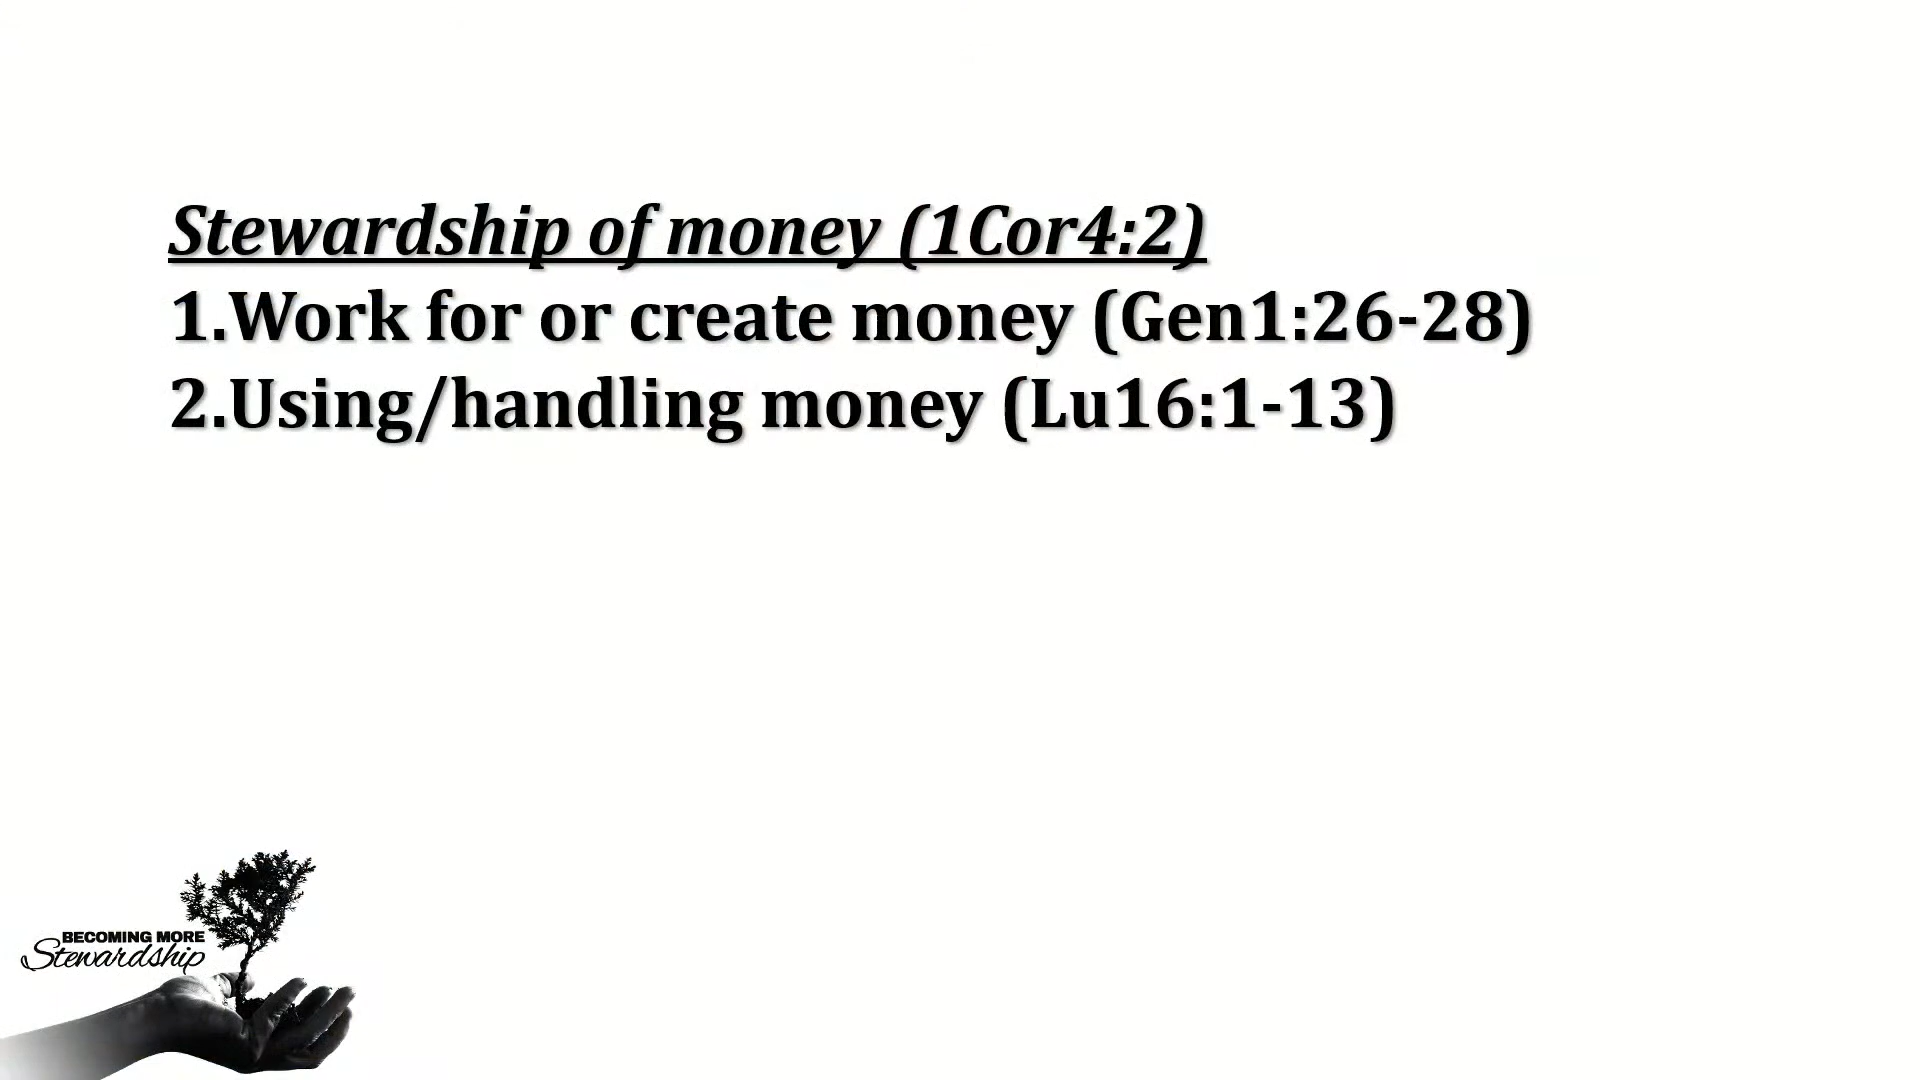 Stewardship of money (1Cor4:2)
1.Work for or create money (Gen1:26-28)
2.Using/handling money (Lu16:1-13)
BECOMING MORE
Stewardship